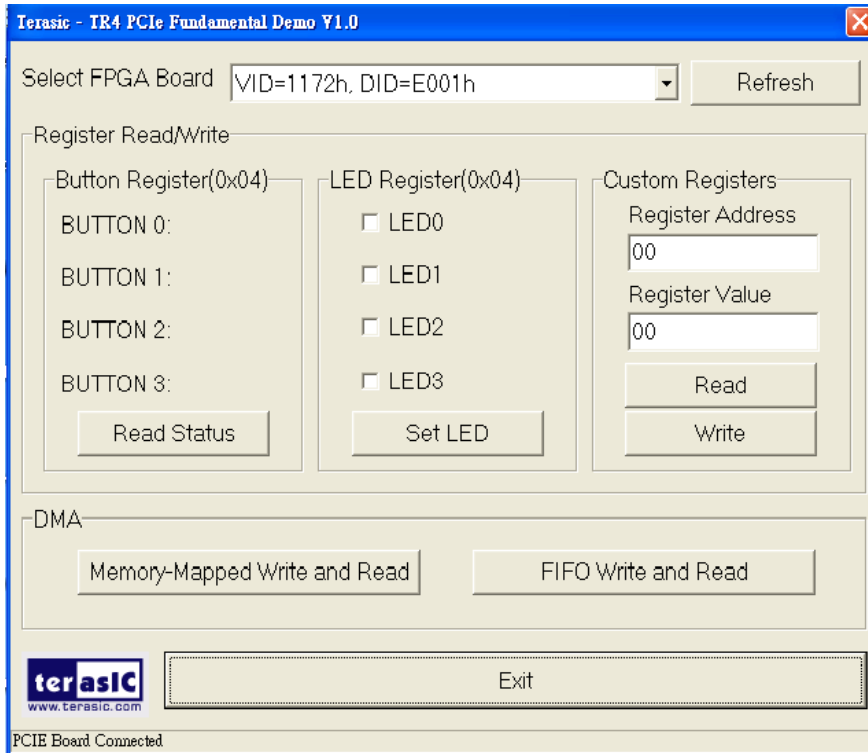 Terasic - TR4 PCIe Fundamental Demo V1.0
Select FPGA Board VID=1172h, DID=E001h Refresh
Register Read/Write
Button Register(0x04)
BUTTON 0:
BUTTON 1:
BUTTON 2:
BUTTON 3:
Read Status
LED Register(0x04)
LED0
LED1
LED2
LED3
Set LED
Custom Registers
Register Address
00
Register Value
00
Read
Write
DMA
Memory-Mapped Write and Read FIFO Write and Read
terasIC
www.terasic.com
Exit
PCIE Board Connected